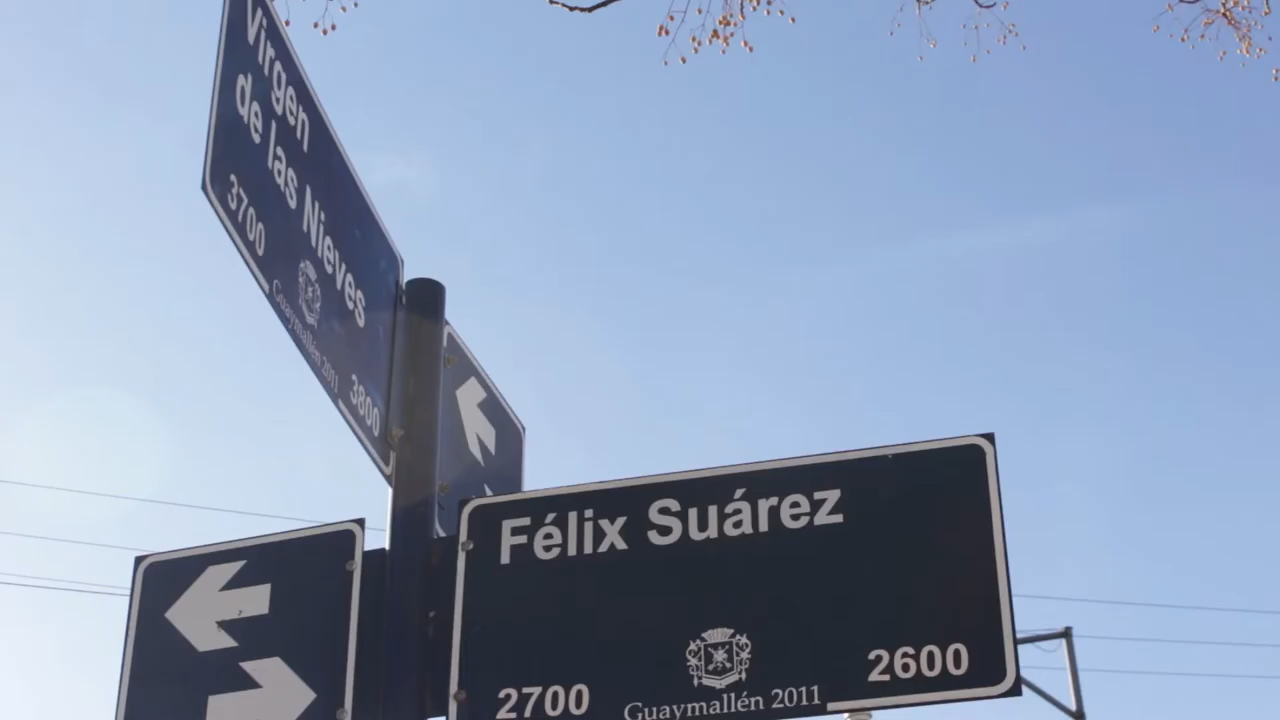 Virgen
de las Nieves
3700
Guaymallén 2011
3800
Félix Suárez
2700
Guaymallén 2011
2600